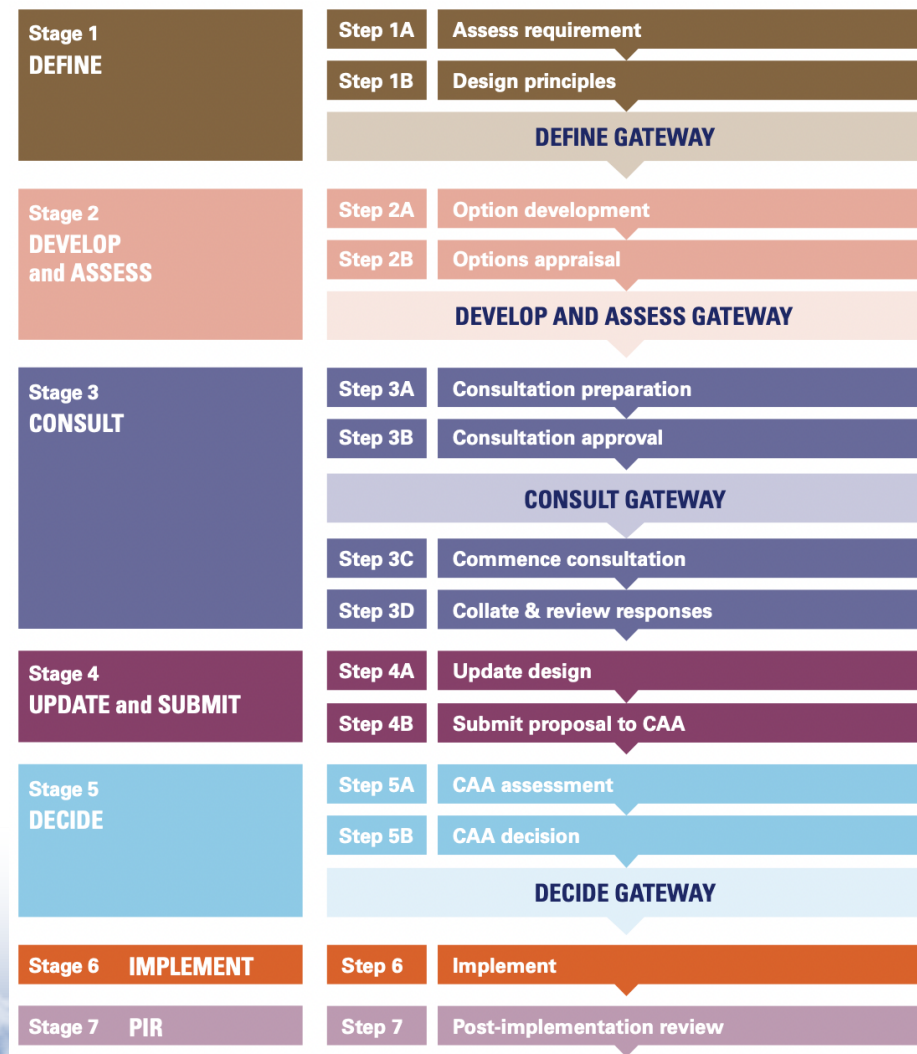 Stage 1
DEFINE
Step 1A Assess requirement
Step 1B Design principles
DEFINE GATEWAY
Stage 2
DEVELOP
and ASSESS
Step 2A Option development
Step 2B Options appraisal
DEVELOP AND ASSESS GATEWAY
Stage 3
CONSULT
Step 3A Consultation preparation
Step 3B Consultation approval
CONSULT GATEWAY
Step 3C Commence consultation
Step 3D Collate & review responses
Stage 4
UPDATE and SUBMIT
Step 4A Update design
Step 4B Submit proposal to CAA
Stage 5
DECIDE
Step 5A CAA assessment
Step 5B CAA decision
DECIDE GATEWAY
Stage 6 IMPLEMENT
Step 6 Implement
Stage 7 PIR
Step 7 Post-implementation review